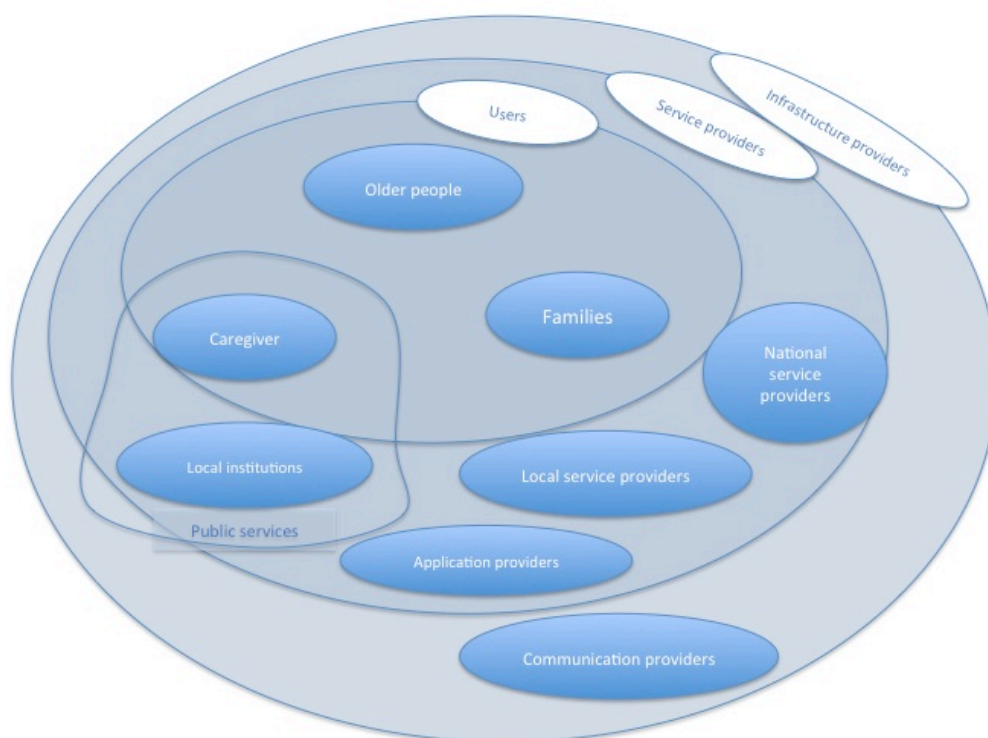 Infrastructure providers
Service providers
Users
Older people
Families
Caregiver
National
service
providers
Local institutions
Local service providers
Public services
Application providers
Communication providers